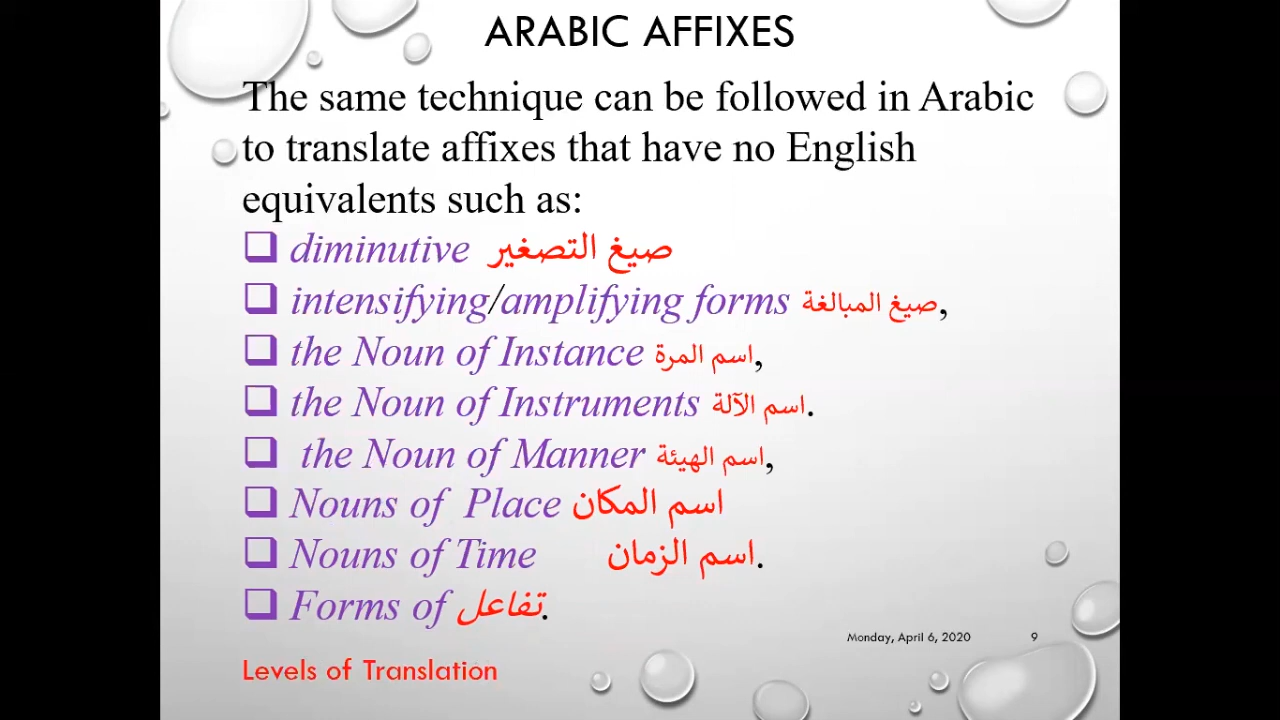 ARABIC AFFIXES
The same technique can be followed in Arabic
to translate affixes that have no English
equivalents such as:
diminutive صيغ التصغير
intensifying/amplifying forms صيغ المبالغة,
the Noun of Instance اسم المرة,
the Noun of Instruments اسم الآلة.
the Noun of Manner اسم الهيئة,
Nouns of Place اسم المكان
Nouns of Time اسم الزمان.
Forms of تفاعل.
Monday, April 6, 2020 9
Levels of Translation